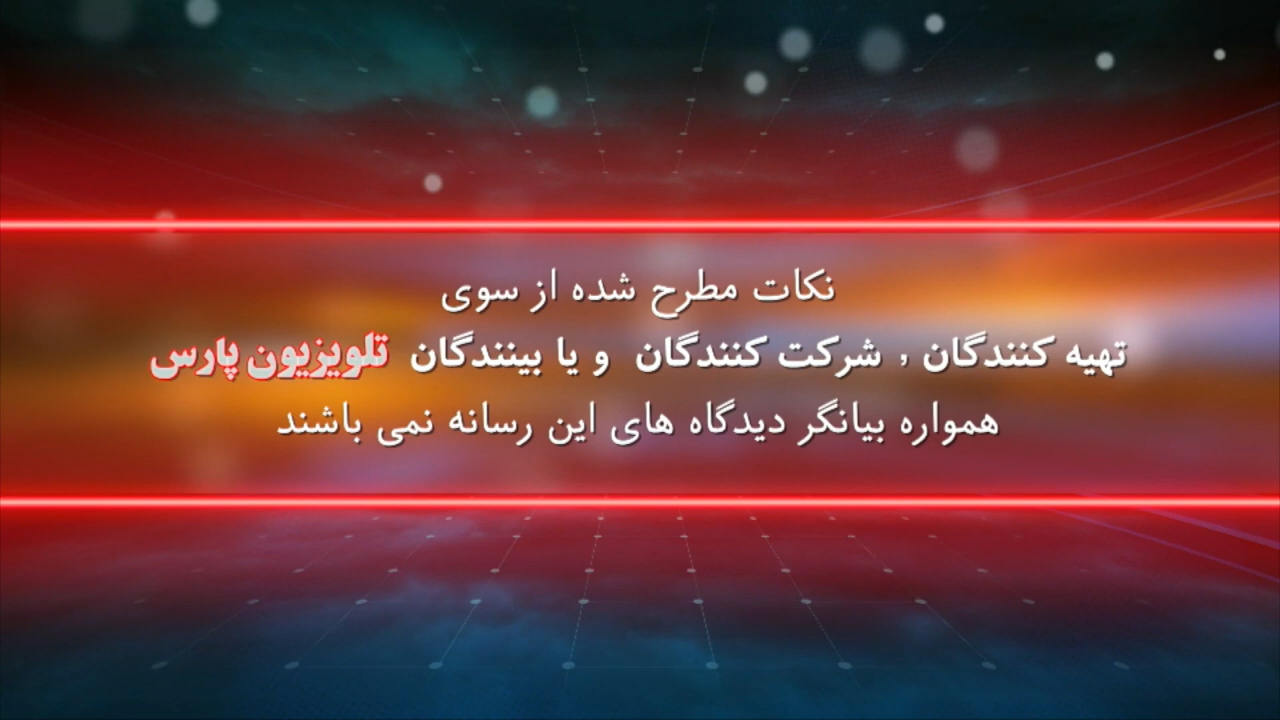 نکات مطرح شده از سوی
تهیه کنندگان , شرکت کنندگان و یا بینندگان تلویزیون پارس
همواره بیانگر دیدگاه های این رسانه نمی باشند